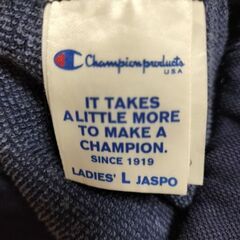 Champion products
USA
IT TAKES
A LITTLE MORE
TO MAKE A
CHAMPION.
SINCE 1919
LADIES' L JASPO